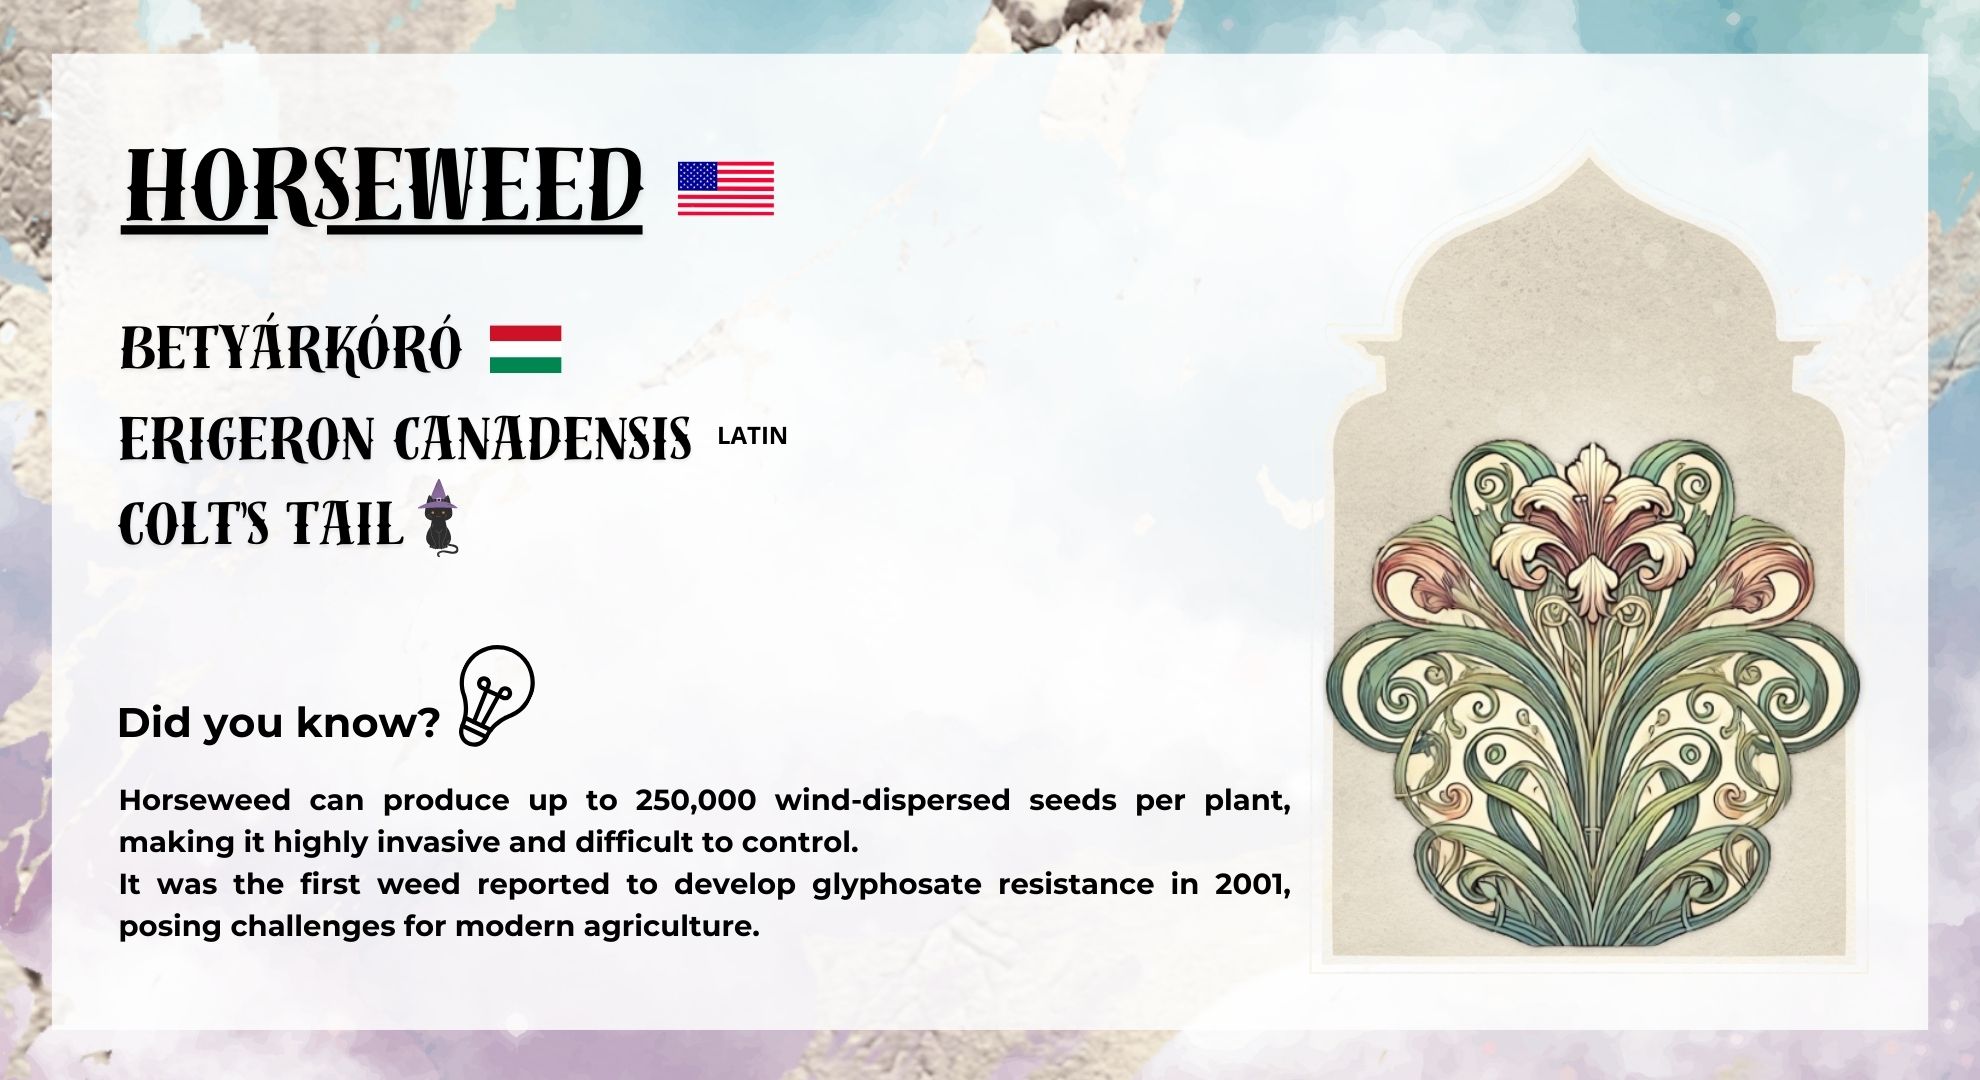 HORSEWEED
BETYÁRKÓRÓ
ERIGERON CANADENSIS LATIN
COLT'S TAIL
Did you know?
Horseweed can produce up to 250,000 wind-dispersed seeds per plant,
making it highly invasive and difficult to control.
It was the first weed reported to develop glyphosate resistance in 2001,
posing challenges for modern agriculture.